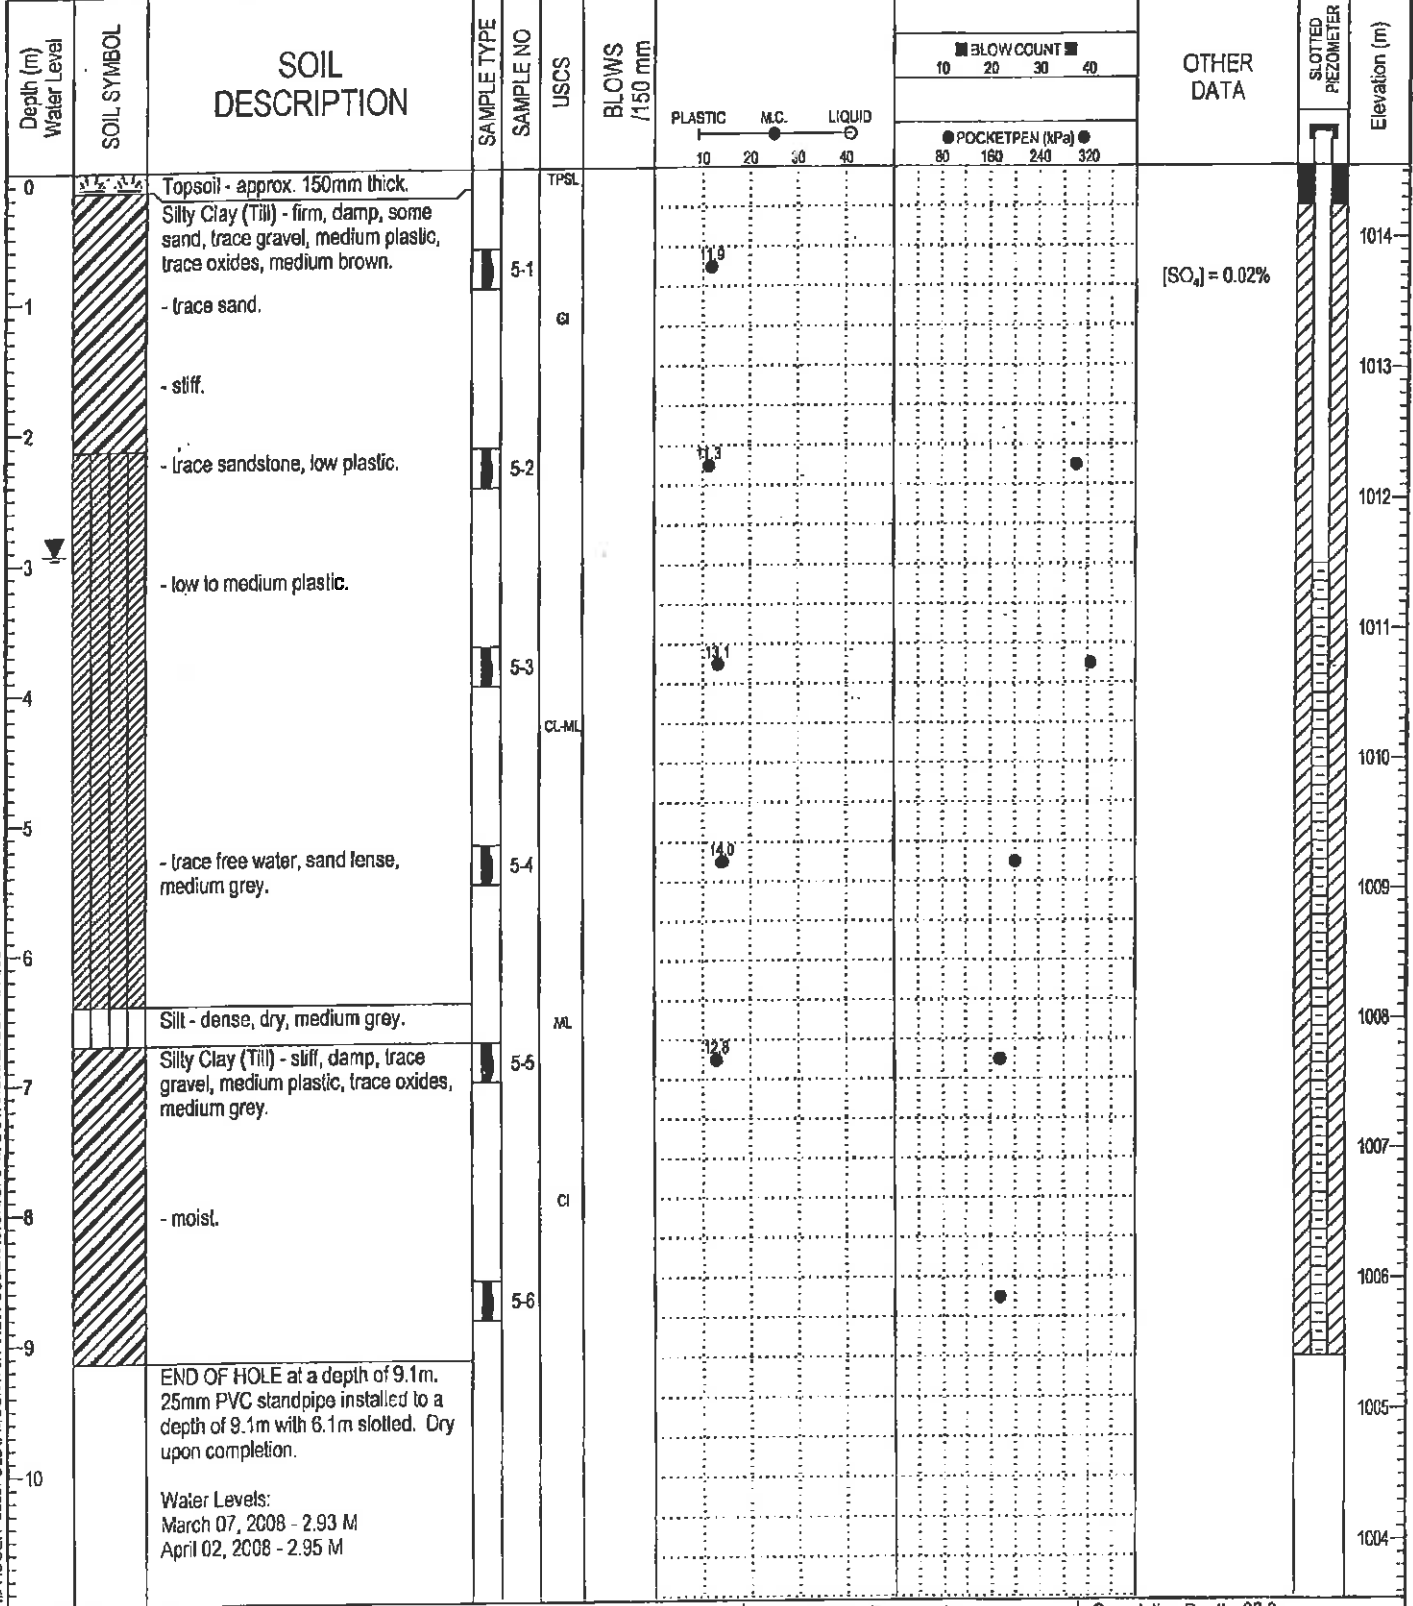 Depth (m)
Water Level
SOIL SYMBOL
SOIL
DESCRIPTION
SAMPLE TYPE
SAMPLE NO
USCS
BLOWS
/150 mm
PLASTIC M.C. LIQUID
10 20 30 40
BLOW COUNT
10 20 30 40
POCKETPEN (kPa)
80 160 240 320
OTHER
DATA
SLOTTED
PIEZOMETER
Elevation (m)
0
Topsoil - approx. 150mm thick.
TPSL
Silty Clay (Till) - firm, damp, some
sand, trace gravel, medium plastic,
trace oxides, medium brown.
1014
5-1
11.9
[SO₄] = 0.02%
1
- trace sand.
CI
1013
- stiff.
2
- trace sandstone, low plastic.
5-2
11.3
1012
3
- low to medium plastic.
1011
5-3
13.1
4
CL-ML
1010
5
- trace free water, sand lense,
medium grey.
5-4
14.0
1009
6
Silt - dense, dry, medium grey.
ML
1008
Silty Clay (Till) - stiff, damp, trace
gravel, medium plastic, trace oxides,
medium grey.
5-5
12.8
7
1007
CI
8
- moist.
1006
5-6
9
END OF HOLE at a depth of 9.1m.
25mm PVC standpipe installed to a
depth of 9.1m with 6.1m slotted. Dry
upon completion.
1005
10
Water Levels:
March 07, 2008 - 2.93 M
April 02, 2008 - 2.95 M
1004